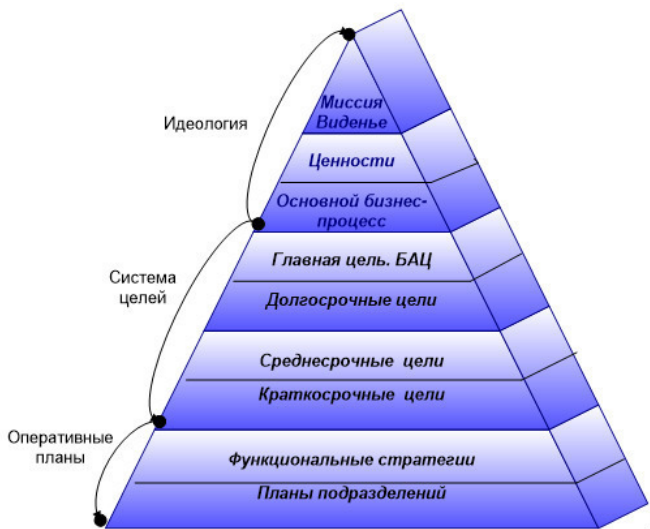 Миссия
Виденье
Идеология
Ценности
Основной бизнес-
процесс
Главная цель. БАЦ
Система
целей
Долгосрочные цели
Среднесрочные цели
Краткосрочные цели
Оперативные
планы
Функциональные стратегии
Планы подразделений